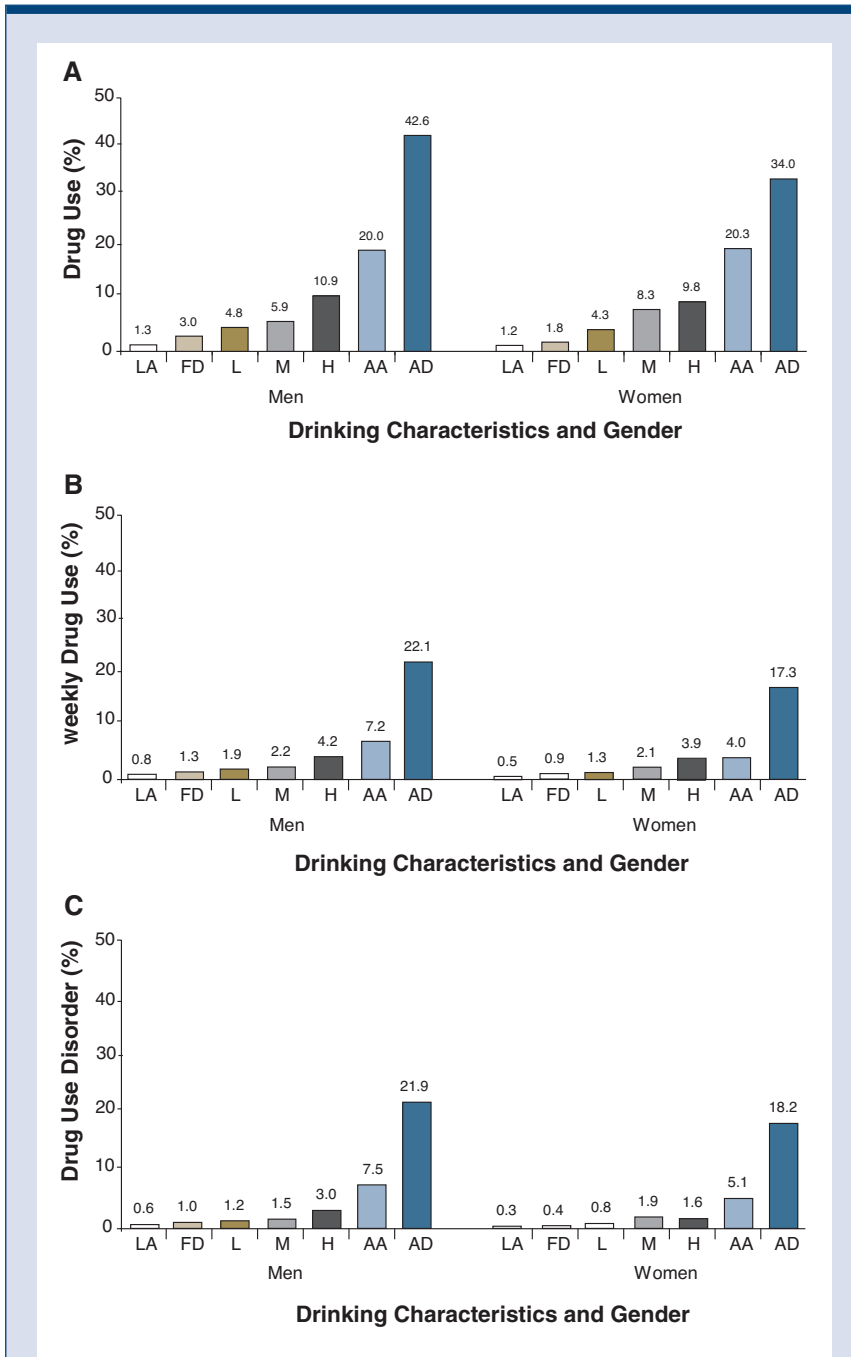 A
Drug Use (%)
50
40
30
20
10
0
1.3 3.0 4.8 5.9 10.9 20.0 42.6 1.2 1.8 4.3 8.3 9.8 20.3 34.0
LA FD L M H AA AD LA FD L M H AA AD
Men Women
Drinking Characteristics and Gender
B
weekly Drug Use (%)
50
40
30
20
10
0
0.8 1.3 1.9 2.2 4.2 7.2 22.1 0.5 0.9 1.3 2.1 3.9 4.0 17.3
LA FD L M H AA AD LA FD L M H AA AD
Men Women
Drinking Characteristics and Gender
C
Drug Use Disorder (%)
50
40
30
20
10
0
0.6 1.0 1.2 1.5 3.0 7.5 21.9 0.3 0.4 0.8 1.9 1.6 5.1 18.2
LA FD L M H AA AD LA FD L M H AA AD
Men Women
Drinking Characteristics and Gender